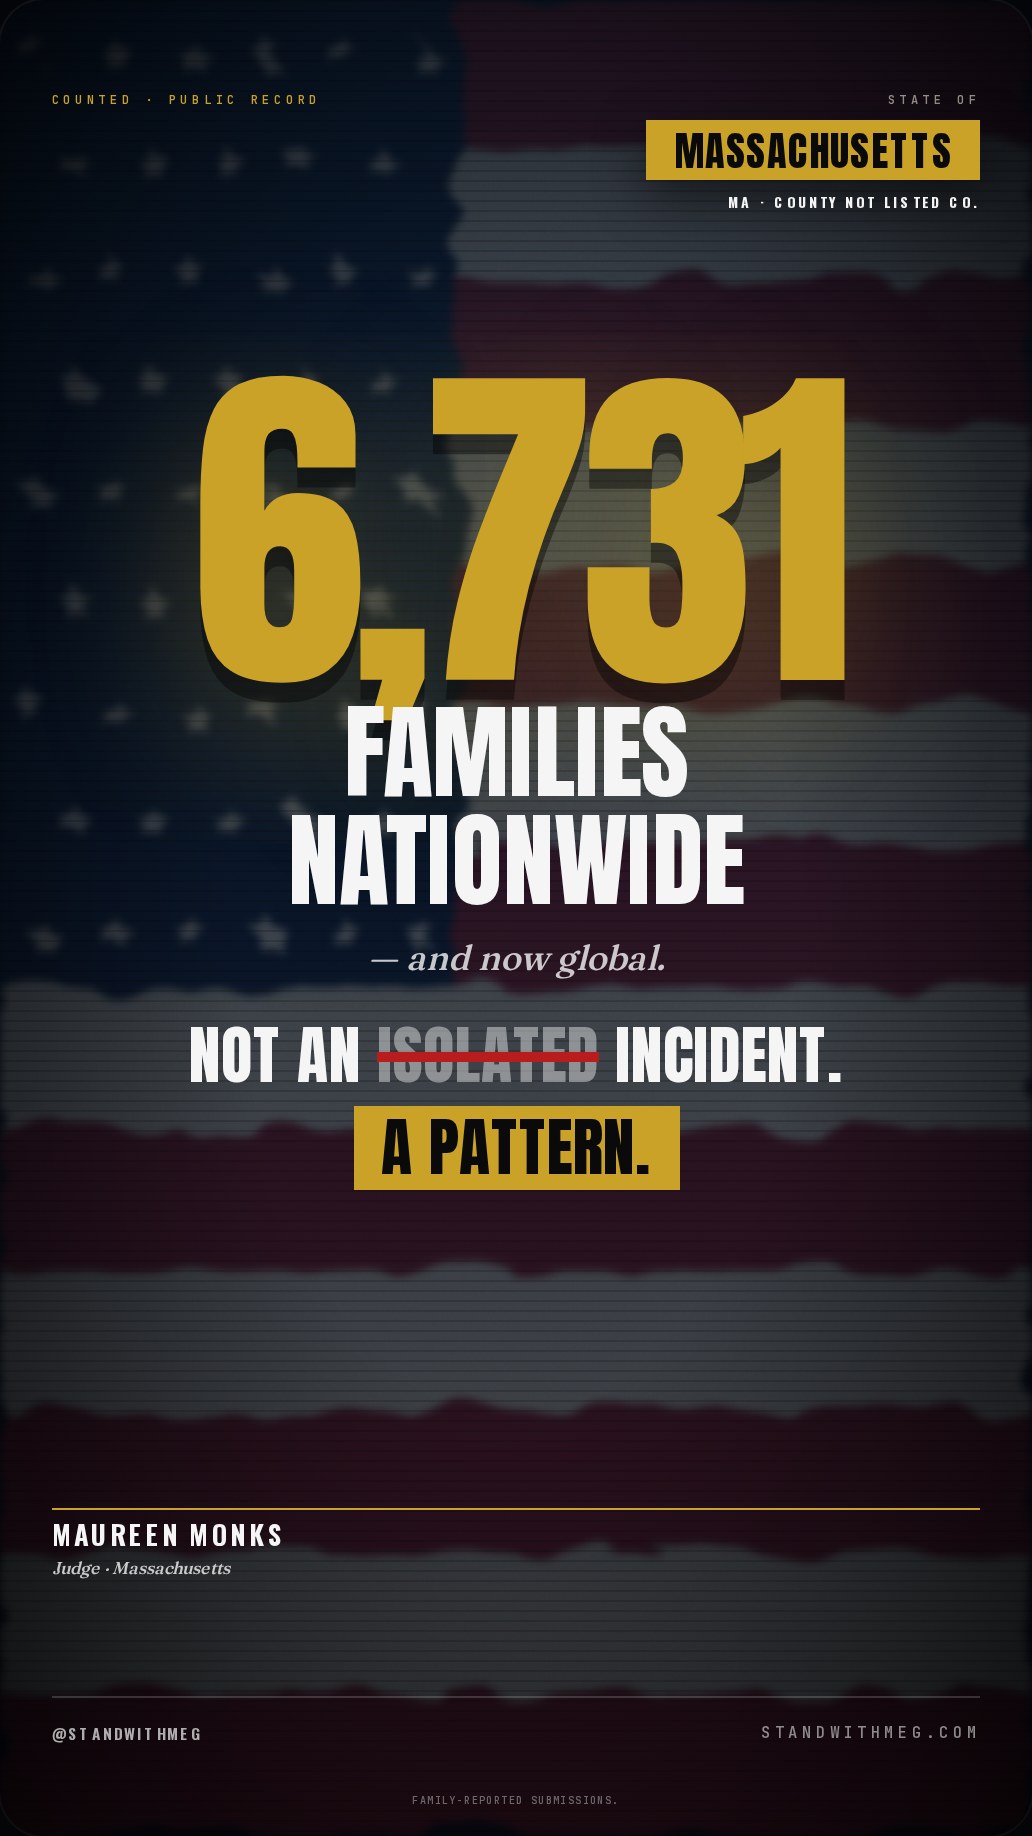 COUNTED · PUBLIC RECORD
STATE OF
MASSACHUSETTS
MA · COUNTY NOT LISTED CO.
6,731
FAMILIES
NATIONWIDE
— and now global.
NOT AN ISOLATED INCIDENT.
A PATTERN.
MAUREEN MONKS
Judge · Massachusetts
@STANDWITHMEG
STANDWITHMEG.COM
FAMILY-REPORTED SUBMISSIONS.